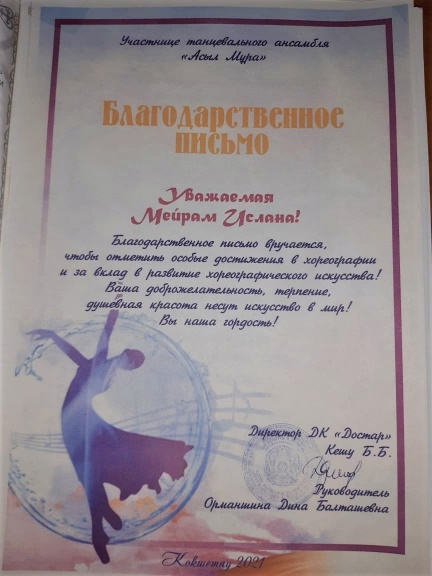 Участнице танцевального ансамбля
«Асыл Мура»
Благодарственное
письмо
Уважаемая
Мейрам Ислана!
Благодарственное письмо вручается,
чтобы отметить особые достижения в хореографии
и за вклад в развитие хореографического искусства!
Ваша доброжелательность, терпение,
душевная красота несут искусство в мир!
Вы наша гордость!
Директор ДК «Достар»
Кешу Б.Б.
Руководитель
Орманшина Дина Балташевна
Кокшетау 2021